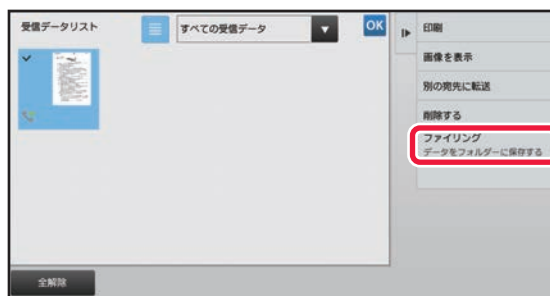 受信データリスト
すべての受信データ
OK
印刷
画像を表示
別の宛先に転送
削除する
ファイリング
データをフォルダーに保存する
全解除